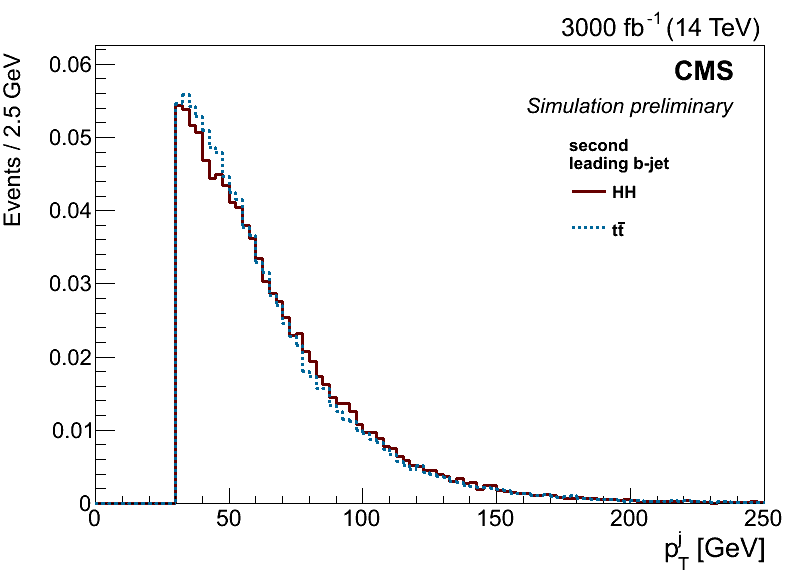 3000 fb⁻¹ (14 TeV)
CMS
Simulation preliminary
second
leading b-jet
HH
tt̄
Events / 2.5 GeV
0.06
0.05
0.04
0.03
0.02
0.01
0
0 50 100 150 200 250
p_T^j [GeV]